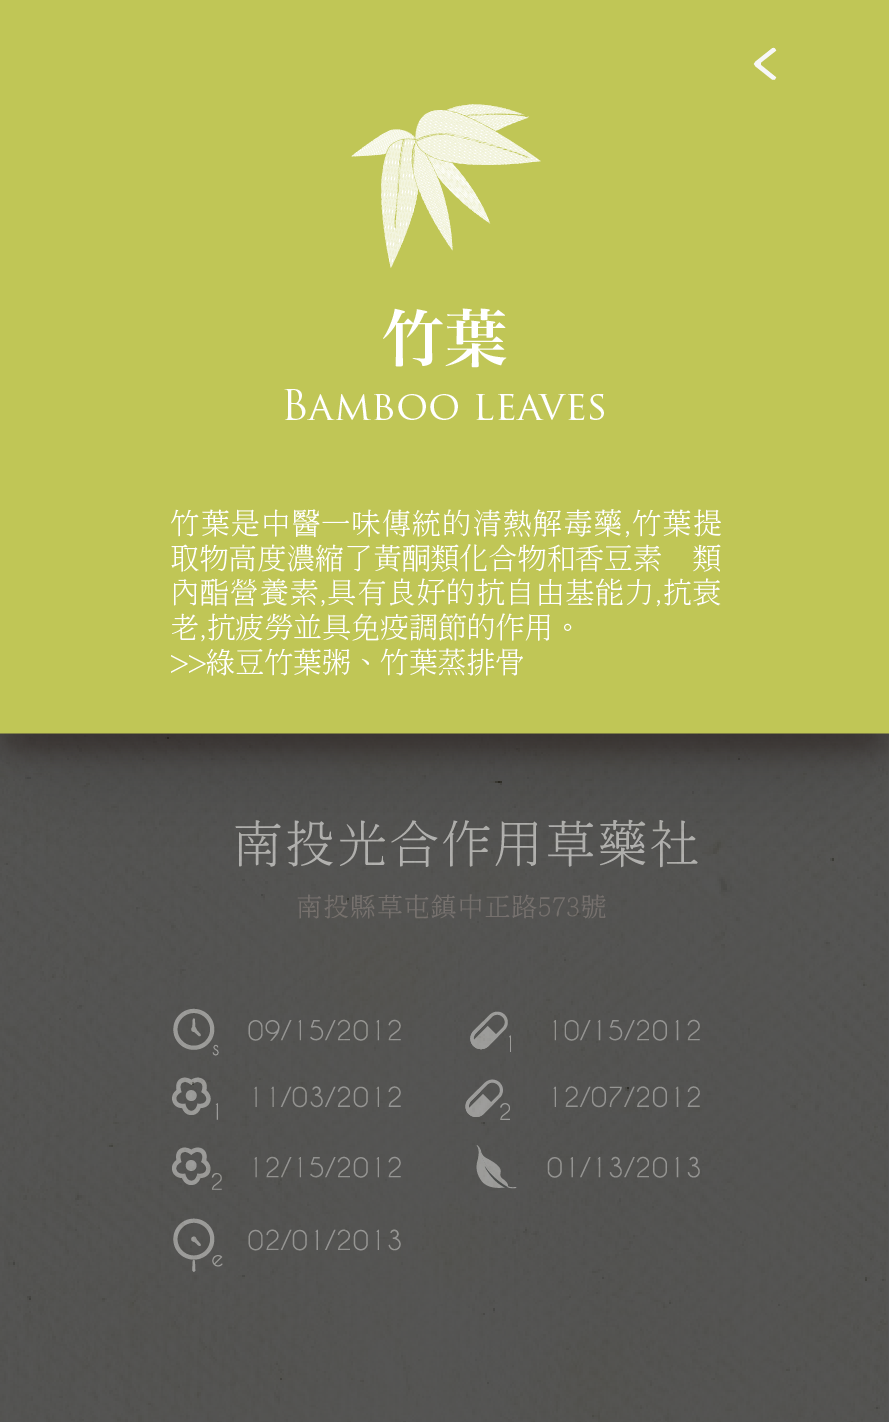 竹葉
Bamboo leaves
竹葉是中醫一味傳統的清熱解毒藥,竹葉提
取物高度濃縮了黃酮類化合物和香豆素　類
內酯營養素,具有良好的抗自由基能力,抗衰
老,抗疲勞並具免疫調節的作用。
>>綠豆竹葉粥、竹葉蒸排骨
南投光合作用草藥社
南投縣草屯鎮中正路573號
s 09/15/2012 1 10/15/2012
1 11/03/2012 2 12/07/2012
2 12/15/2012 01/13/2013
e 02/01/2013